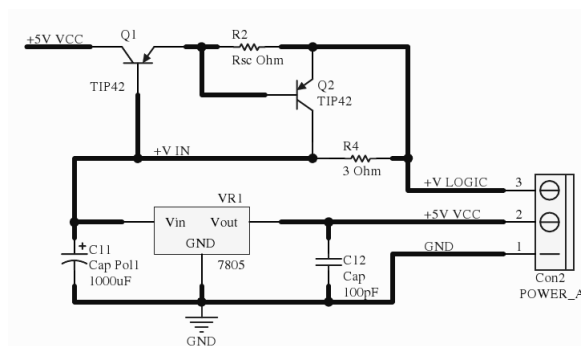 Q1
R2
+5V VCC
Rsc Ohm
Q2
TIP42
TIP42
R4
+V IN
3 Ohm
VR1
+V LOGIC
3
Vin
Vout
+5V VCC
2
GND
GND
1
C11
Cap Pol1
1000uF
7805
C12
Cap
100pF
Con2
POWER_A
GND